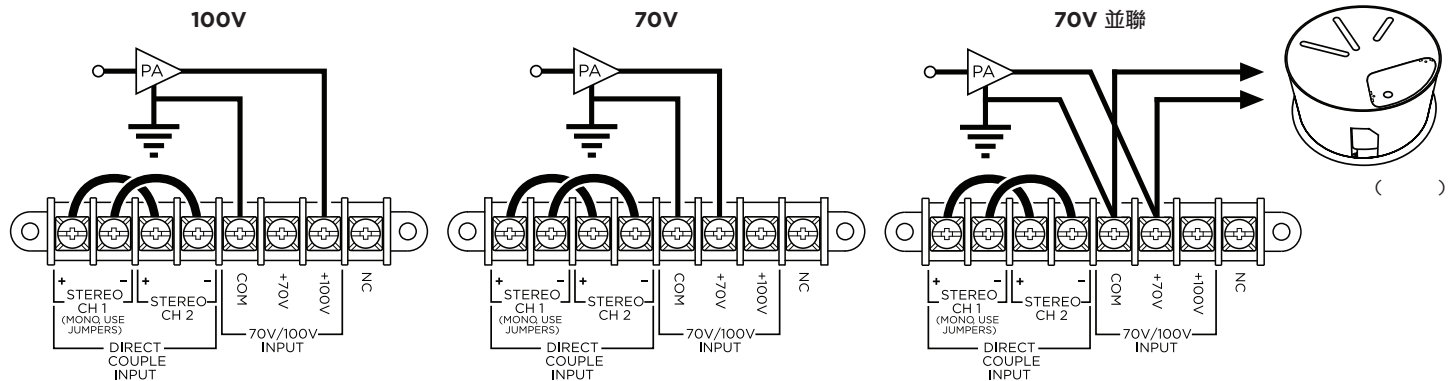 100V
PA
+ - + -
STEREO
CH 1
(MONO, USE
JUMPERS)
STEREO
CH 2
COM
+70V
+100V
NC
DIRECT
COUPLE
INPUT
70V/100V
INPUT
70V
PA
+ - + -
STEREO
CH 1
(MONO, USE
JUMPERS)
STEREO
CH 2
COM
+70V
+100V
NC
DIRECT
COUPLE
INPUT
70V/100V
INPUT
70V 並聯
PA
+ - + -
STEREO
CH 1
(MONO, USE
JUMPERS)
STEREO
CH 2
COM
+70V
+100V
NC
DIRECT
COUPLE
INPUT
70V/100V
INPUT
( )